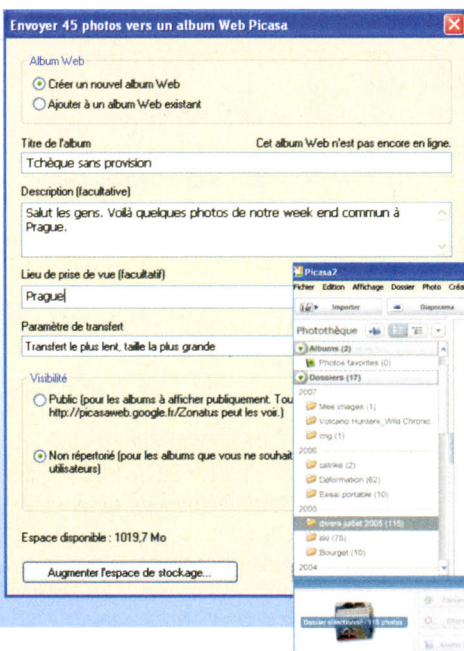 Envoyer 45 photos vers un album Web Picasa
Album Web
Créer un nouvel album Web
Ajouter à un album Web existant
Titre de l'album
Cet album Web n'est pas encore en ligne.
Tchèque sans provision
Description (facultative)
Salut les gens. Voilà quelques photos de notre week end commun à
Prague.
Lieu de prise de vue (facultatif)
Prague
Paramètre de transfert
Transfert le plus lent, taille la plus grande
Visibilité
Public (pour les albums à afficher publiquement. Tou
http://picasaweb.google.fr/Zonatus peut les voir.)
Non répertorié (pour les albums que vous ne souhait
utilisateurs)
Espace disponible : 1019,7 Mo
Augmenter l'espace de stockage...
Picasa2
Fichier Edition Affichage Dossier Photo Créa
Importer
Diaporama
Photothèque
Albums (2)
Photos favorites (0)
Dossiers (17)
2007
Mes images (1)
Volcano Hunters_Wild Chronic
img (1)
2006
catrike (2)
Déformation (62)
Essai portable (10)
2005
divers juillet 2005 (115)
ski (75)
Bourget (10)
2004
Dossier sélectionné - 115 photos